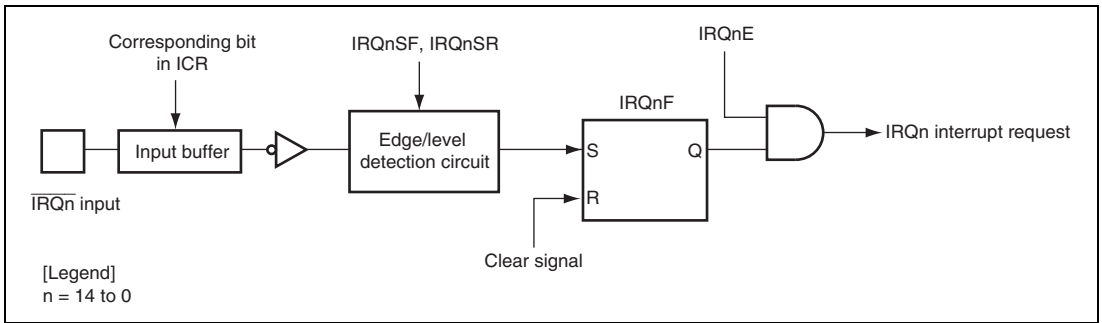 Corresponding bit
in ICR
IRQnSF, IRQnSR
IRQnE
IRQnF
Input buffer
Edge/level
detection circuit
S
Q
R
IRQn interrupt request
I̅R̅Q̅n̅ input
Clear signal
[Legend]
n = 14 to 0